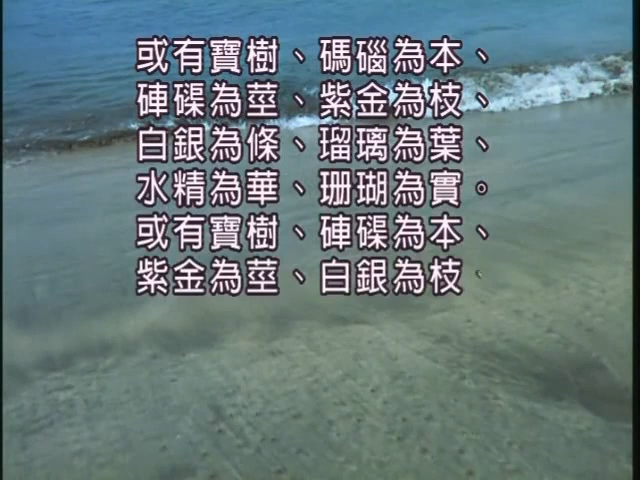 或有寶樹、碼碯為本、
硨磲為莖、紫金為枝、
白銀為條、瑠璃為葉、
水精為華、珊瑚為實。
或有寶樹、硨磲為本、
紫金為莖、白銀為枝、